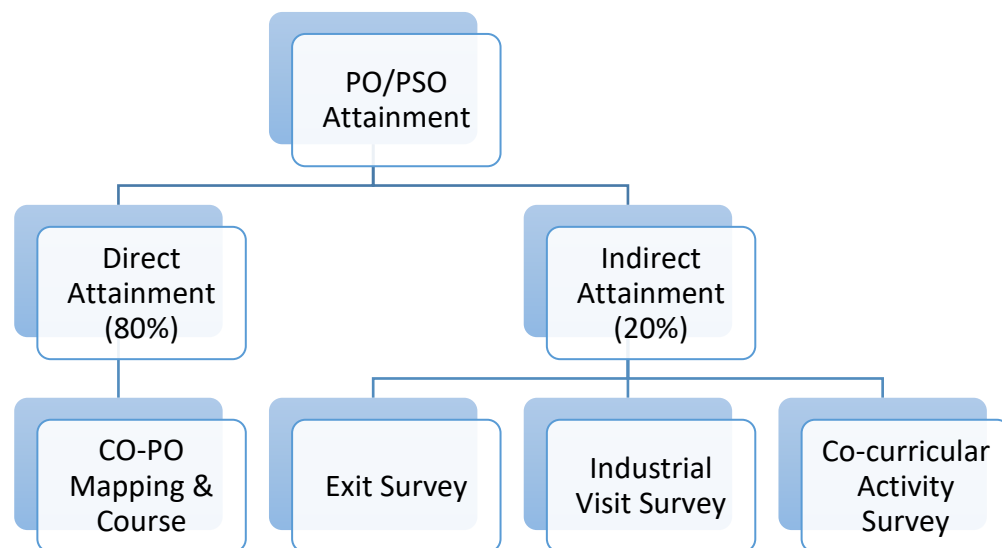 PO/PSO
Attainment
Direct
Attainment
(80%)
Indirect
Attainment
(20%)
CO-PO
Mapping &
Course
Exit Survey
Industrial
Visit Survey
Co-curricular
Activity
Survey